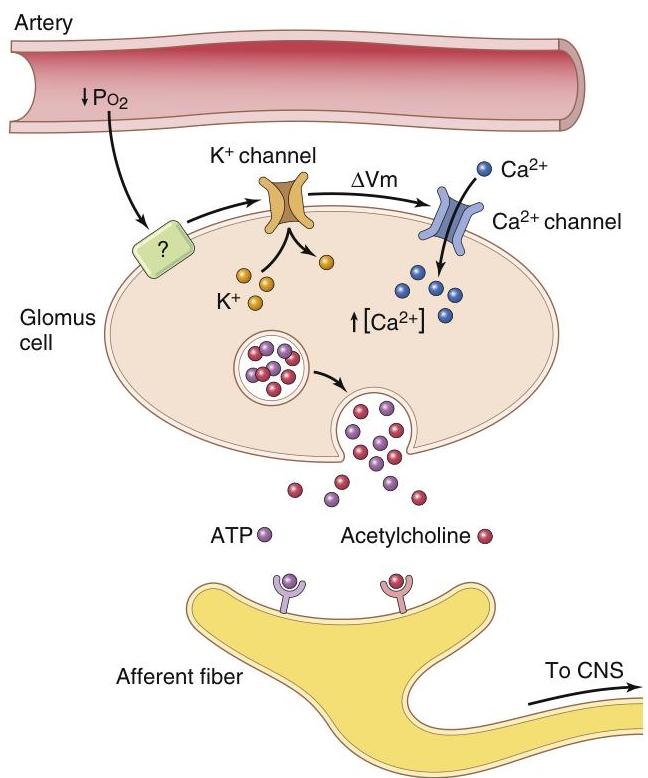 Artery
↓PO₂
K⁺ channel
ΔVm
Ca²⁺
Ca²⁺ channel
?
K⁺
↑[Ca²⁺]
Glomus
cell
ATP
Acetylcholine
Afferent fiber
To CNS